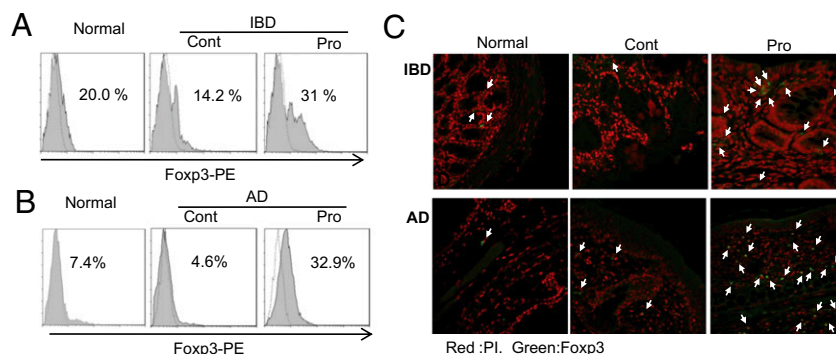 A
Normal
IBD
Cont
Pro
20.0 %
14.2 %
31 %
Foxp3-PE
B
Normal
AD
Cont
Pro
7.4%
4.6%
32.9%
Foxp3-PE
C
Normal
Cont
Pro
IBD
AD
Red :PI, Green:Foxp3